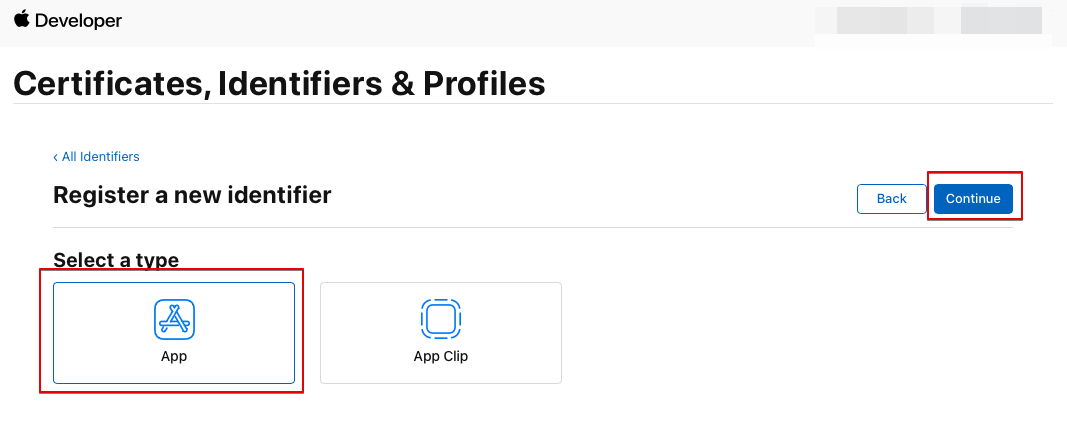 Developer
Certificates, Identifiers & Profiles
‹ All Identifiers
Register a new identifier
Back
Continue
Select a type
App
App Clip